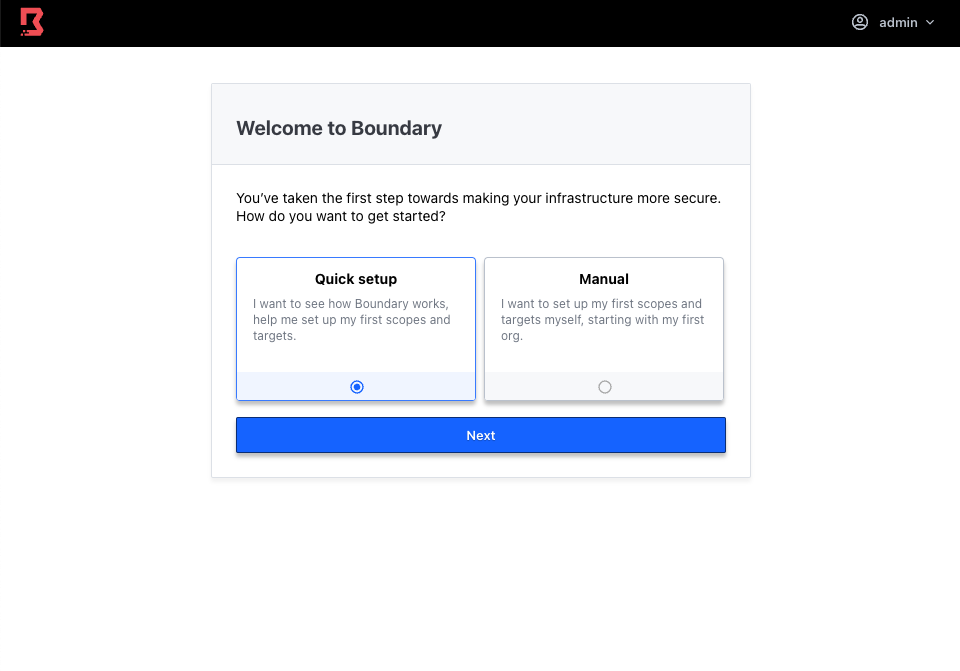 admin
Welcome to Boundary
You’ve taken the first step towards making your infrastructure more secure.
How do you want to get started?
Quick setup
I want to see how Boundary works,
help me set up my first scopes and
targets.
Manual
I want to set up my first scopes and
targets myself, starting with my first
org.
Next